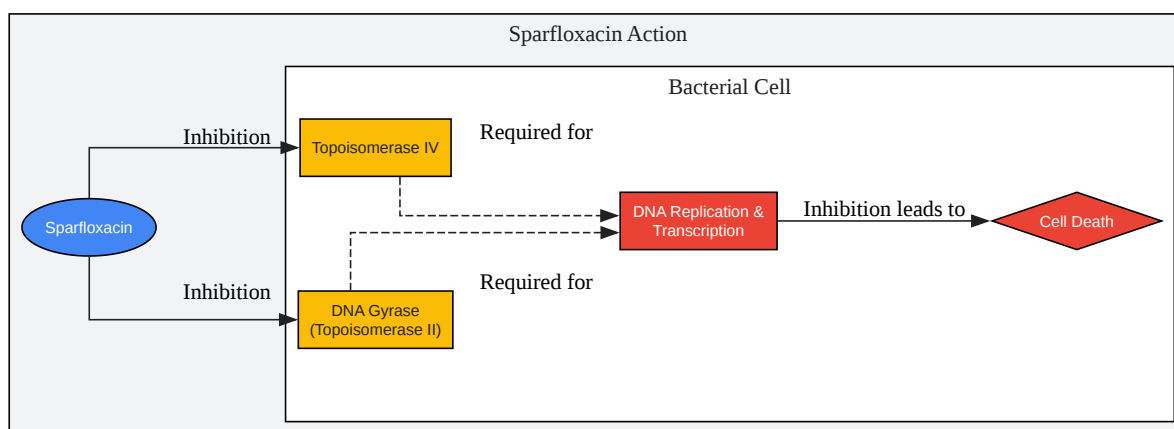 Sparfloxacin Action
Bacterial Cell
Inhibition
Topoisomerase IV
Required for
Sparfloxacin
DNA Replication &
Transcription
Inhibition leads to
Cell Death
Inhibition
DNA Gyrase
(Topoisomerase II)
Required for